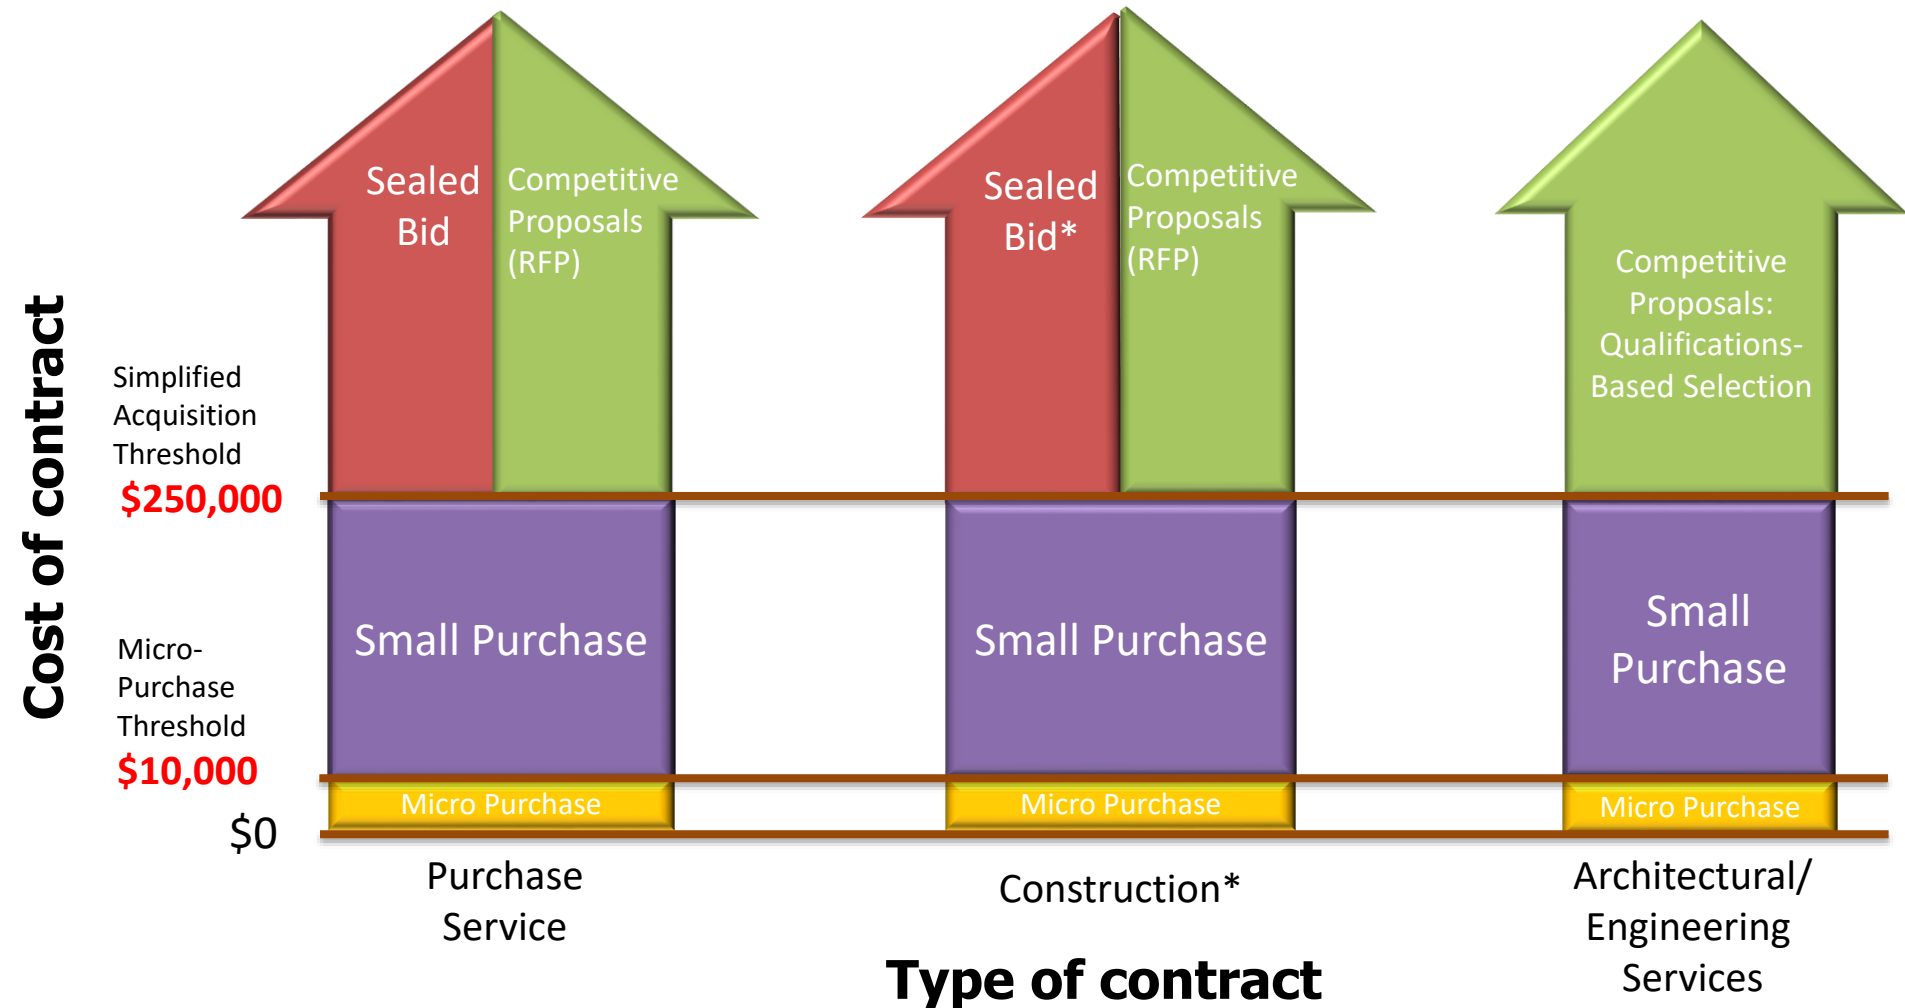 Cost of contract
Simplified
Acquisition
Threshold
$250,000
Micro-
Purchase
Threshold
$10,000
$0
Sealed
Bid
Competitive
Proposals
(RFP)
Small Purchase
Micro Purchase
Purchase
Service
Sealed
Bid*
Competitive
Proposals
(RFP)
Small Purchase
Micro Purchase
Construction*
Competitive
Proposals:
Qualifications-
Based Selection
Small
Purchase
Micro Purchase
Architectural/
Engineering
Services
Type of contract